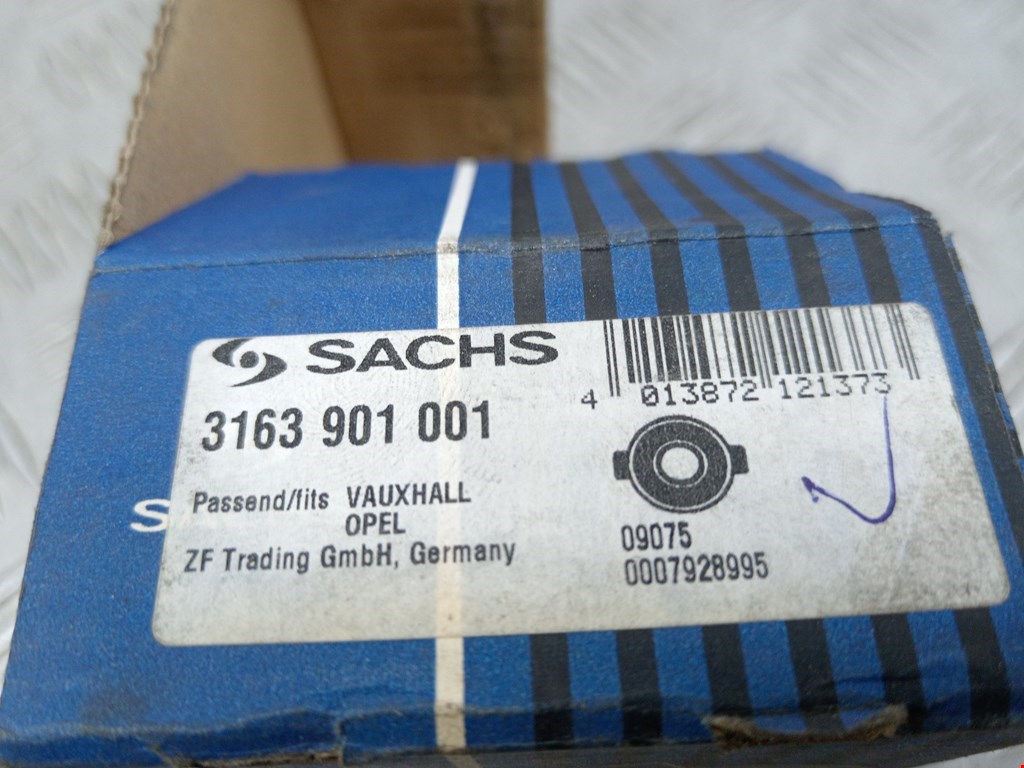 SACHS
4 013872 121373
3163 901 001
Passend/fits VAUXHALL
OPEL
ZF Trading GmbH, Germany
09075
0007928995
S